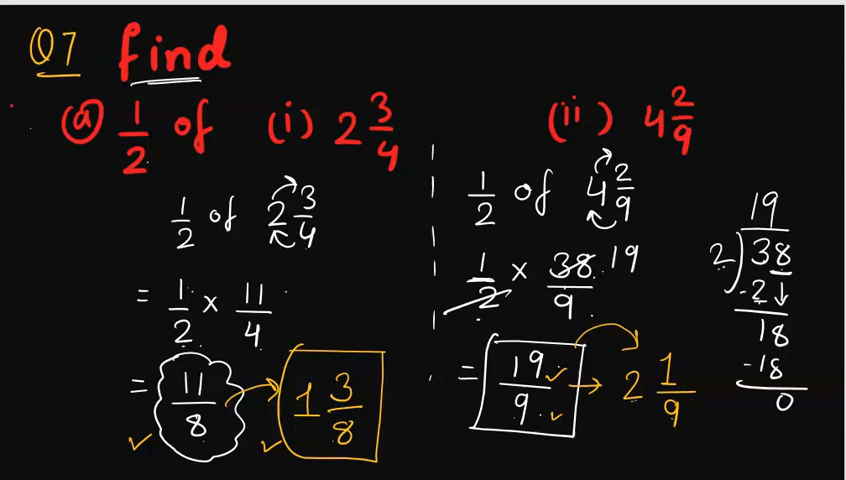 Q7 find
(a) 1/2 of (i) 2 3/4 (ii) 4 2/9
1/2 of 2 3/4
= 1/2 × 11/4
= 11/8 → 1 3/8
1/2 of 4 2/9
1/2 × 38/9 19
= 19/9 → 2 1/9
19
2)38
-2↓
18
-18
0